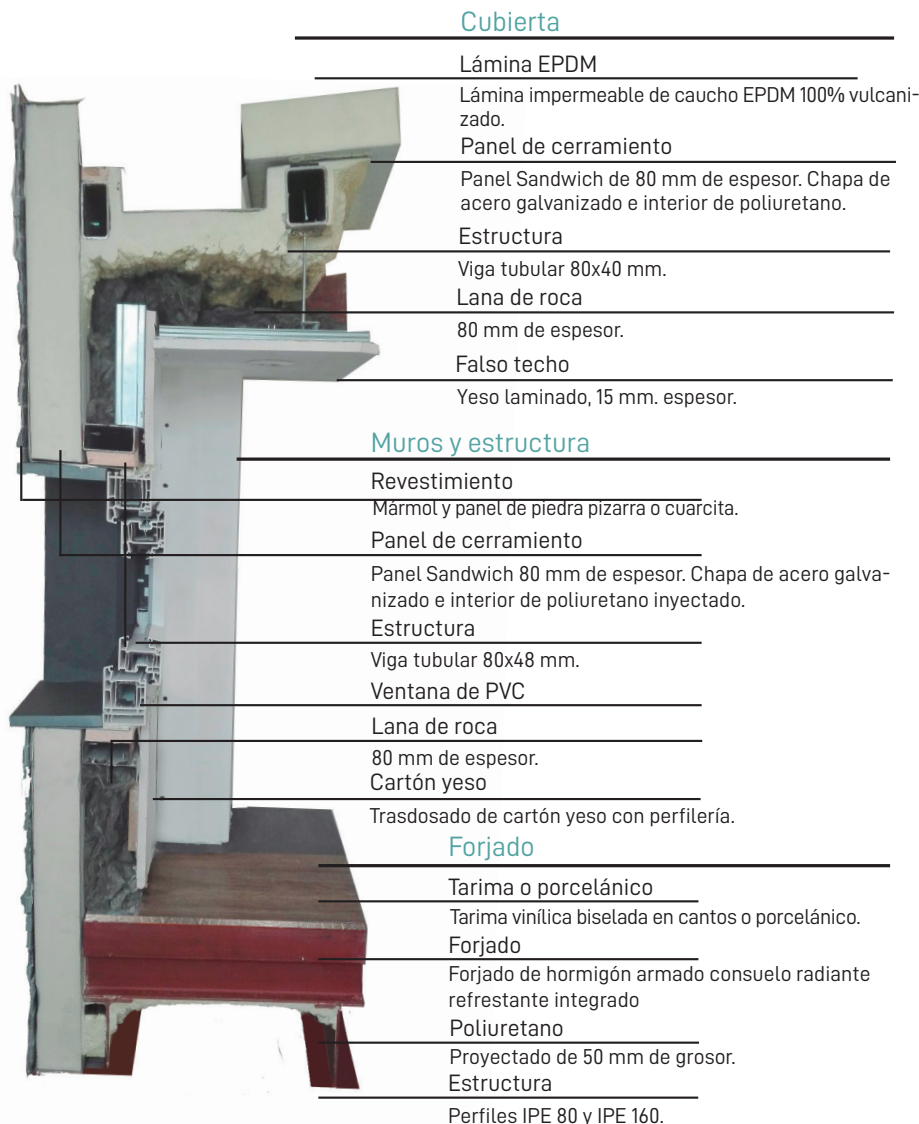 Cubierta
Lámina EPDM
Lámina impermeable de caucho EPDM 100% vulcani-
zado.
Panel de cerramiento
Panel Sandwich de 80 mm de espesor. Chapa de
acero galvanizado e interior de poliuretano.
Estructura
Viga tubular 80x40 mm.
Lana de roca
80 mm de espesor.
Falso techo
Yeso laminado, 15 mm. espesor.
Muros y estructura
Revestimiento
Mármol y panel de piedra pizarra o cuarcita.
Panel de cerramiento
Panel Sandwich 80 mm de espesor. Chapa de acero galva-
nizado e interior de poliuretano inyectado.
Estructura
Viga tubular 80x48 mm.
Ventana de PVC
Lana de roca
80 mm de espesor.
Cartón yeso
Trasdosado de cartón yeso con perfilería.
Forjado
Tarima o porcelánico
Tarima vinílica biselada en cantos o porcelánico.
Forjado
Forjado de hormigón armado consuelo radiante
refrestante integrado
Poliuretano
Proyectado de 50 mm de grosor.
Estructura
Perfiles IPE 80 y IPE 160.